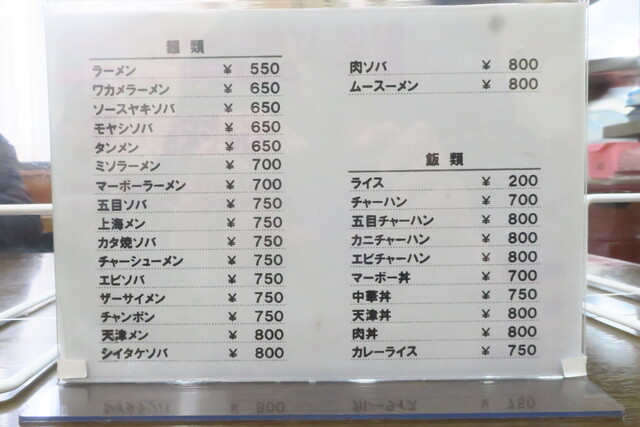 麺類
ラーメン ¥ 550
ワカメラーメン ¥ 650
ソースヤキソバ ¥ 650
モヤシソバ ¥ 650
タンメン ¥ 650
ミソラーメン ¥ 700
マーボーラーメン ¥ 700
五目ソバ ¥ 750
上海メン ¥ 750
カタ焼ソバ ¥ 750
チャーシューメン ¥ 750
エビソバ ¥ 750
ザーサイメン ¥ 750
チャンポン ¥ 750
天津メン ¥ 800
シイタケソバ ¥ 800
肉ソバ ¥ 800
ムースーメン ¥ 800
飯類
ライス ¥ 200
チャーハン ¥ 700
五目チャーハン ¥ 800
カニチャーハン ¥ 800
エビチャーハン ¥ 800
マーボー丼 ¥ 700
中華丼 ¥ 750
天津丼 ¥ 800
肉丼 ¥ 800
カレーライス ¥ 750